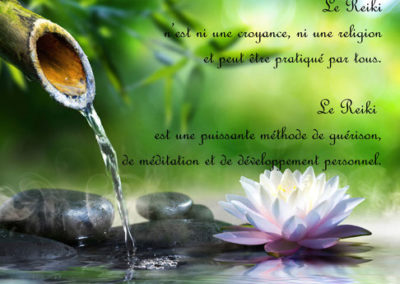 Le Reiki
n'est ni une croyance, ni une religion
et peut être pratiqué par tous.
Le Reiki
est une puissante méthode de guérison,
de méditation et de développement personnel.